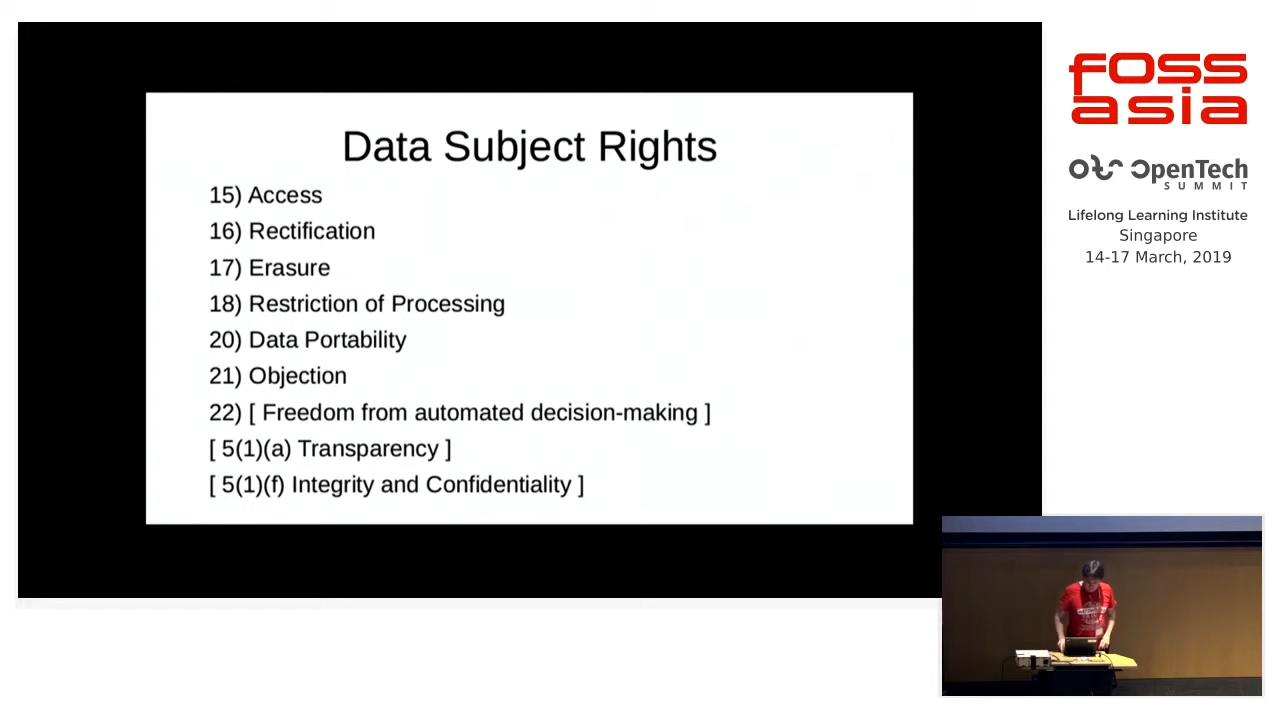 Data Subject Rights
15) Access
16) Rectification
17) Erasure
18) Restriction of Processing
20) Data Portability
21) Objection
22) [ Freedom from automated decision-making ]
[ 5(1)(a) Transparency ]
[ 5(1)(f) Integrity and Confidentiality ]
fOSS
asia
OpenTech
SUMMIT
Lifelong Learning Institute
Singapore
14-17 March, 2019